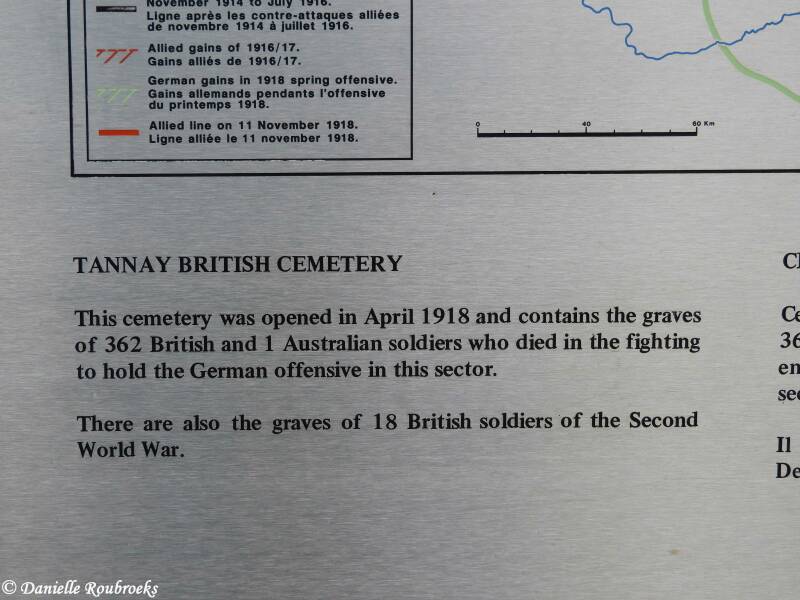 November 1914 to July 1916.
Ligne après les contre-attaques alliées
de novembre 1914 à juillet 1916.
Allied gains of 1916/17.
Gains alliés de 1916/17.
German gains in 1918 spring offensive.
Gains allemands pendants l'offensive
du printemps 1918.
Allied line on 11 November 1918.
Ligne alliée le 11 november 1918.
0 40 60 Km
TANNAY BRITISH CEMETERY
This cemetery was opened in April 1918 and contains the graves
of 362 British and 1 Australian soldiers who died in the fighting
to hold the German offensive in this sector.
There are also the graves of 18 British soldiers of the Second
World War.
Ce
36
en
sec
Il
De
© Danielle Roubroeks